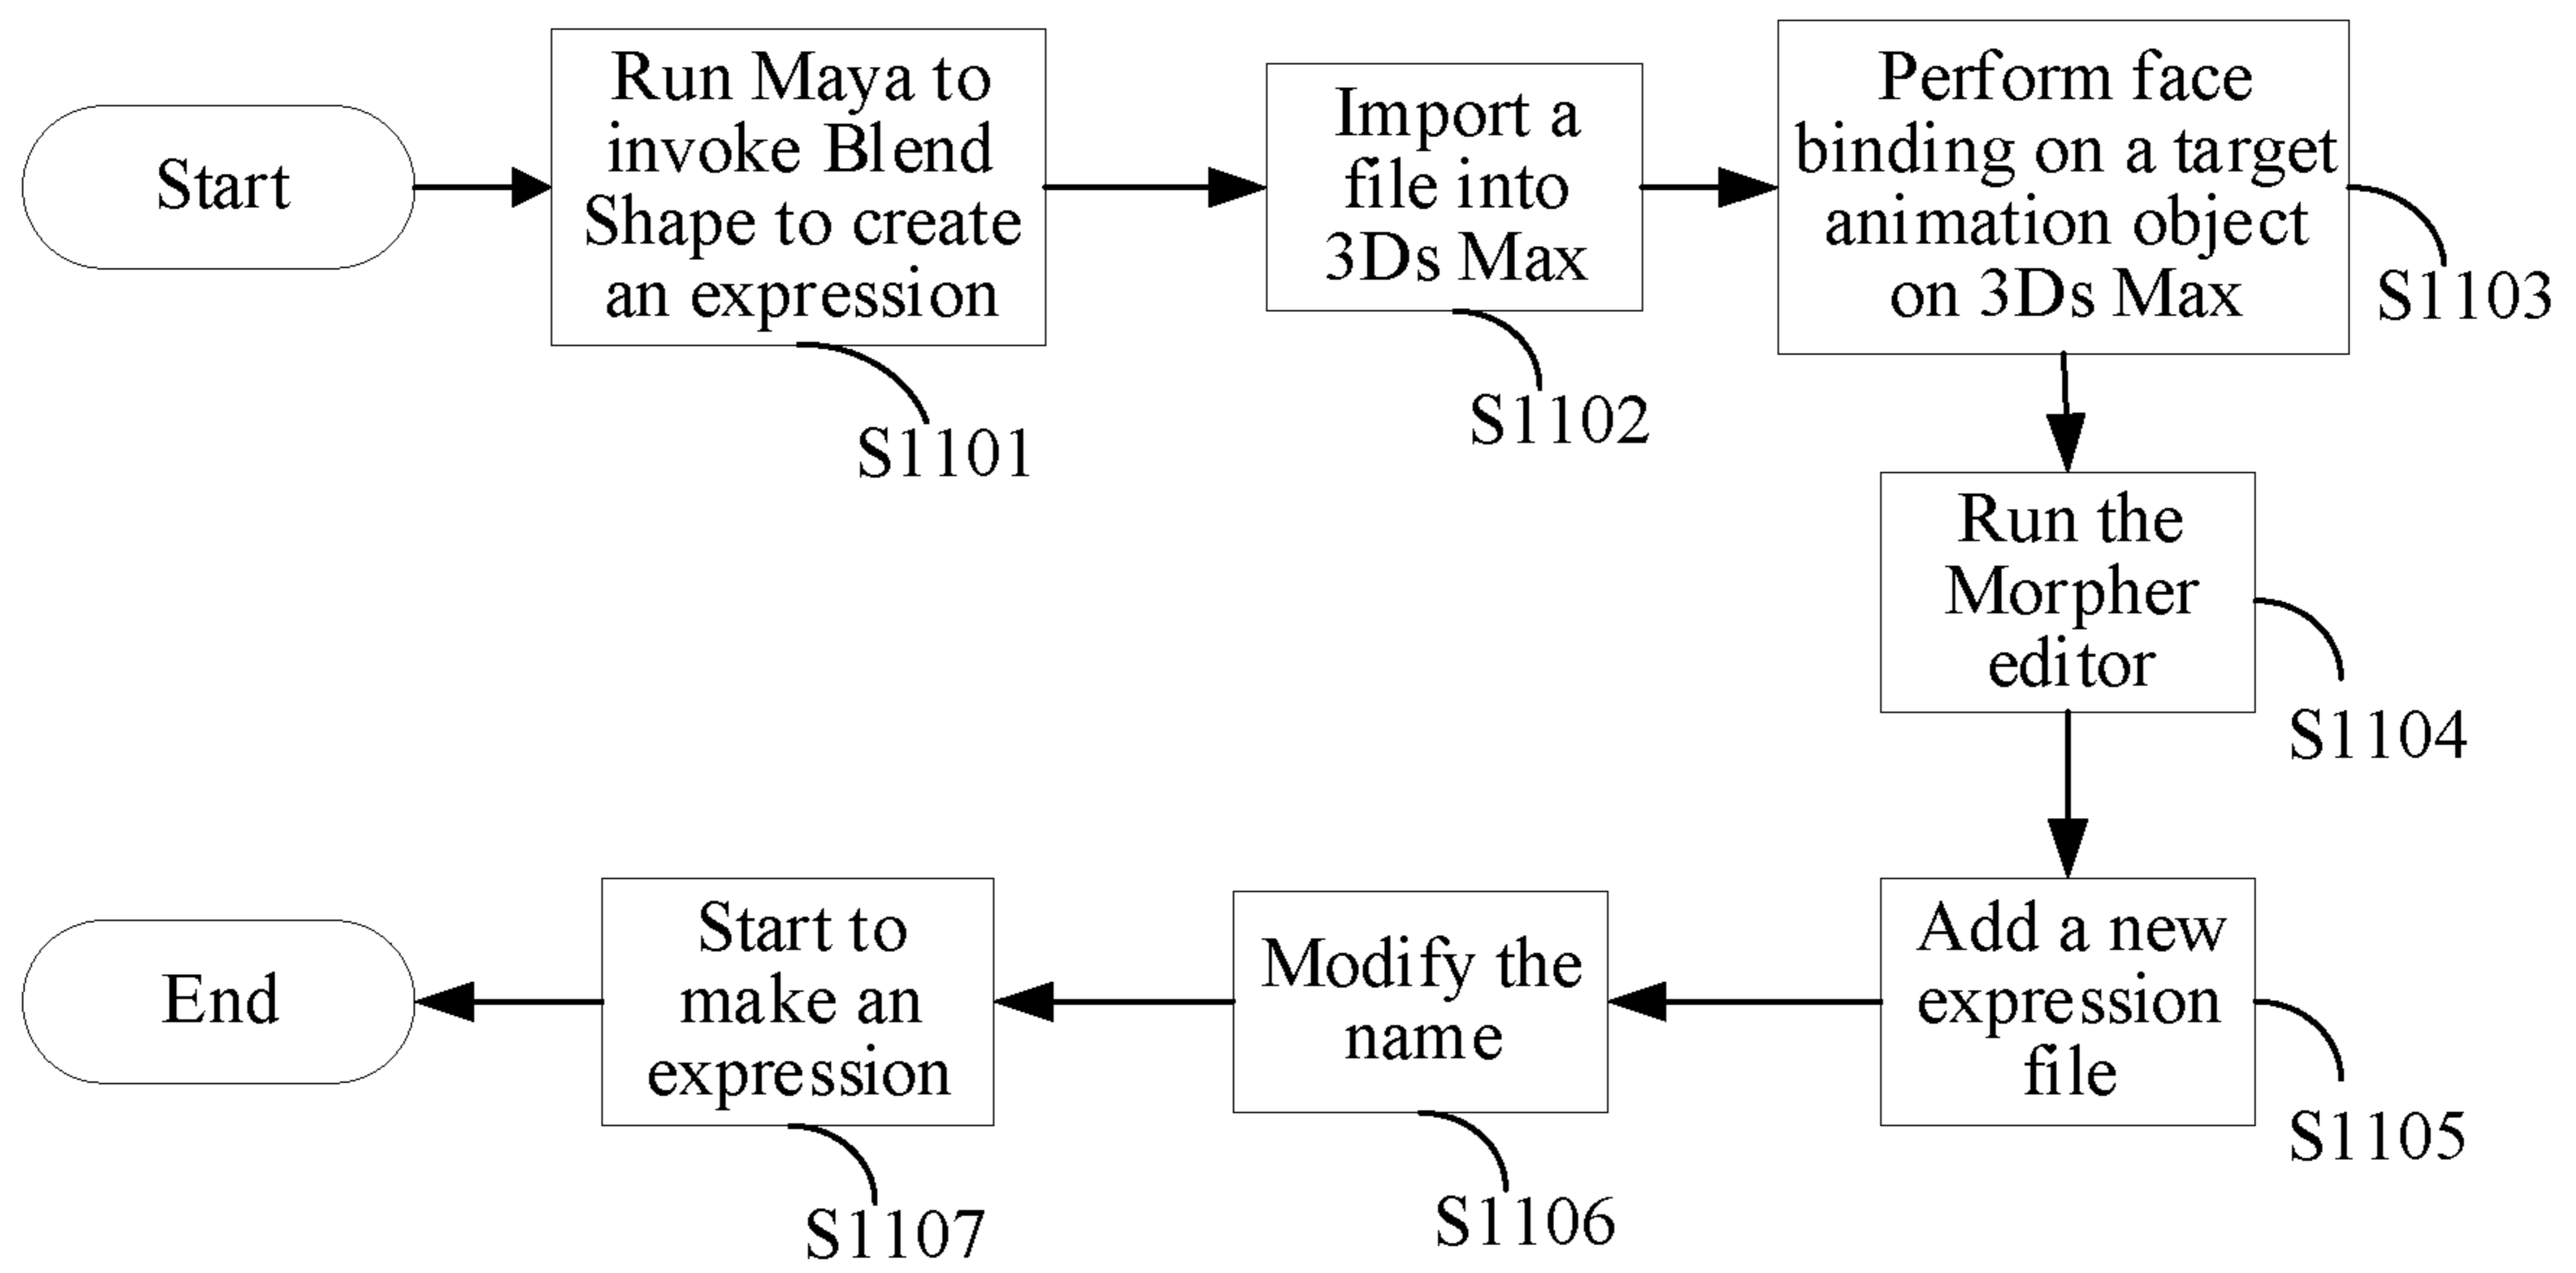 Start
Run Maya to
invoke Blend
Shape to create
an expression
S1101
Import a
file into
3Ds Max
S1102
Perform face
binding on a target
animation object
on 3Ds Max
S1103
Run the
Morpher
editor
S1104
Add a new
expression
file
S1105
Modify the
name
S1106
Start to
make an
expression
S1107
End